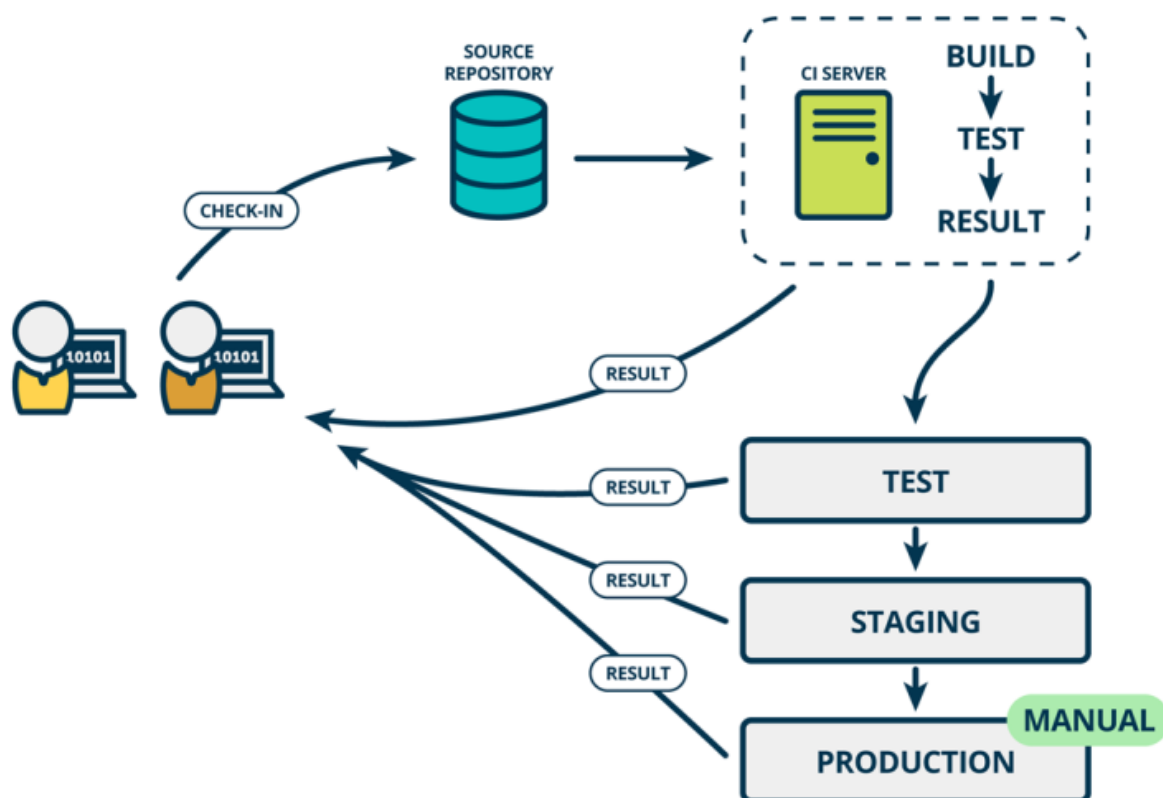 SOURCE
REPOSITORY
CI SERVER
BUILD
TEST
RESULT
CHECK-IN
10101
10101
RESULT
RESULT
TEST
RESULT
STAGING
RESULT
MANUAL
PRODUCTION